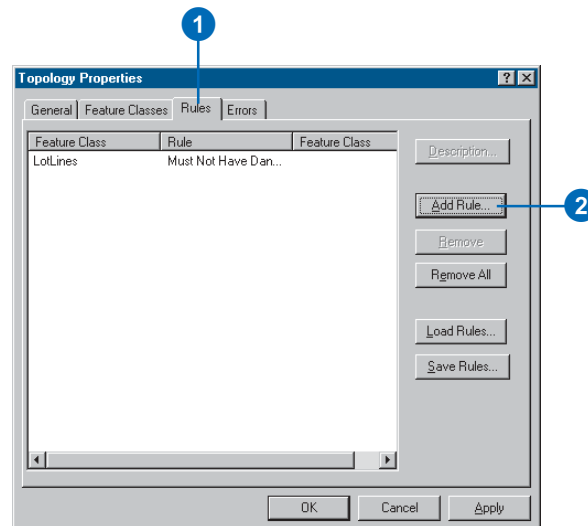 1
Topology Properties
General Feature Classes Rules Errors
Feature Class Rule Feature Class
LotLines Must Not Have Dan...
Description...
Add Rule...
2
Remove
Remove All
Load Rules...
Save Rules...
OK Cancel Apply